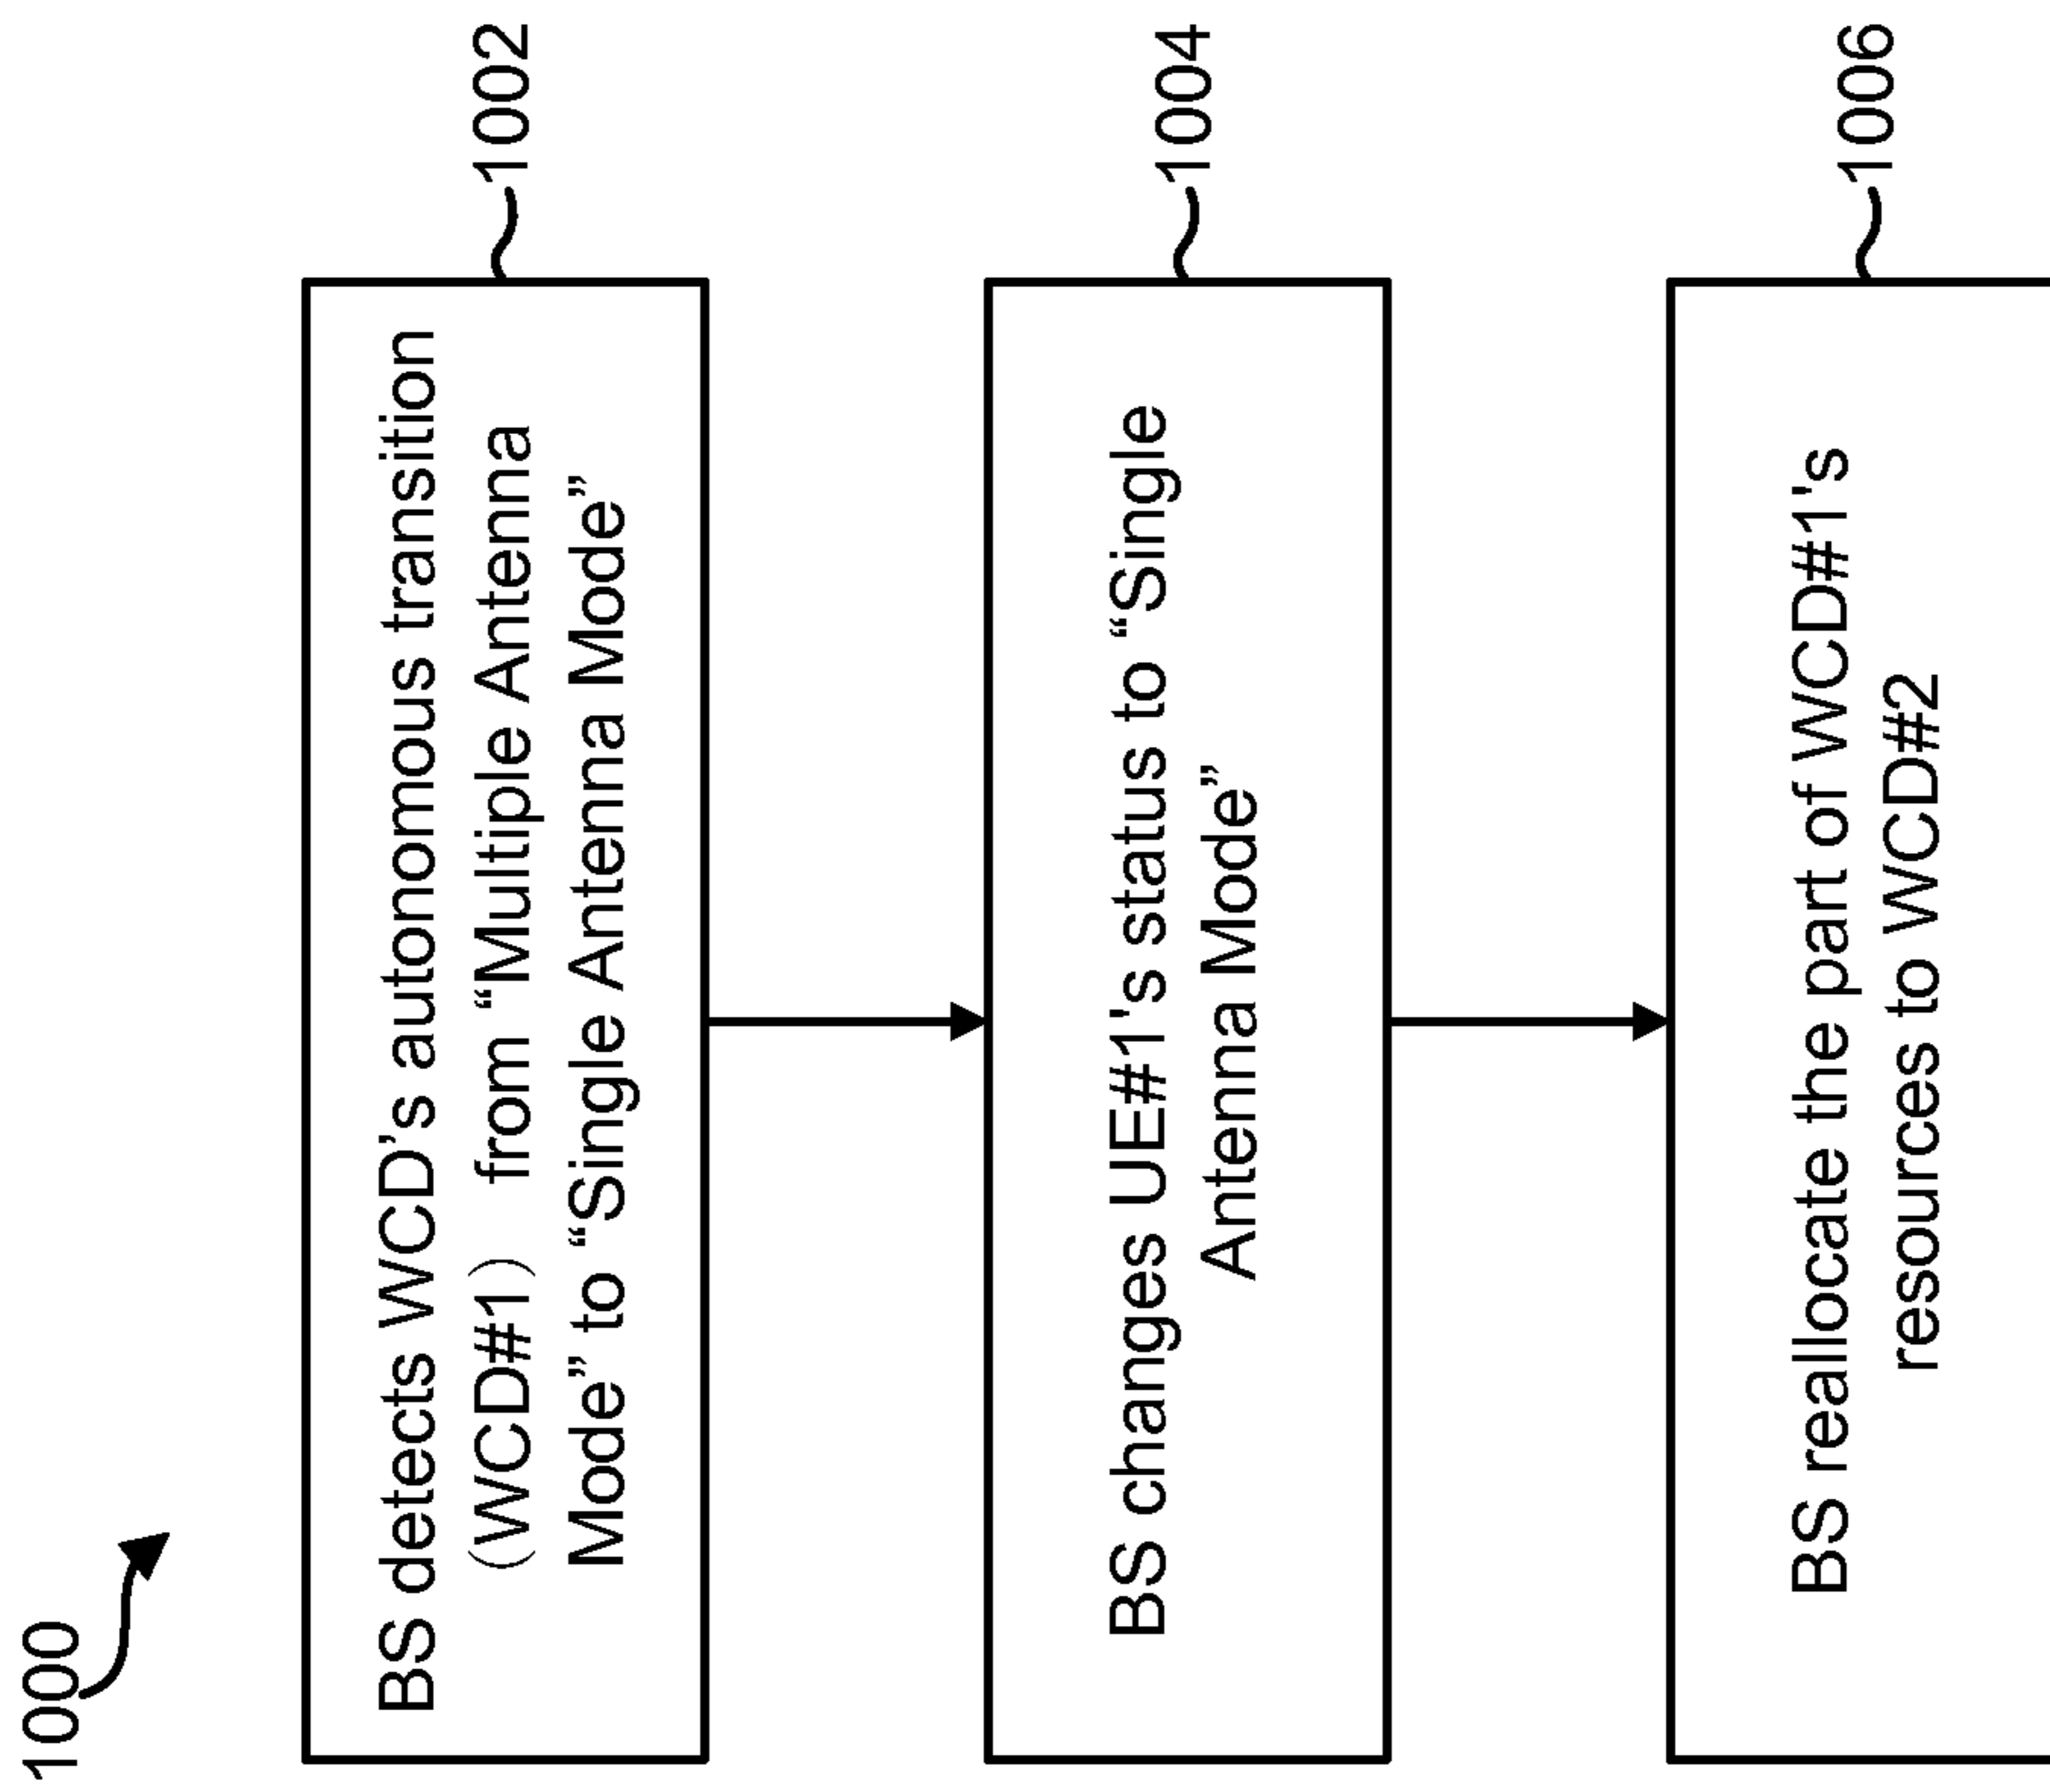 1000
BS detects WCD’s autonomous transition
(WCD#1) from “Multiple Antenna
Mode” to “Single Antenna Mode”
1002
BS changes UE#1's status to “Single
Antenna Mode”
1004
BS reallocate the part of WCD#1's
resources to WCD#2
1006